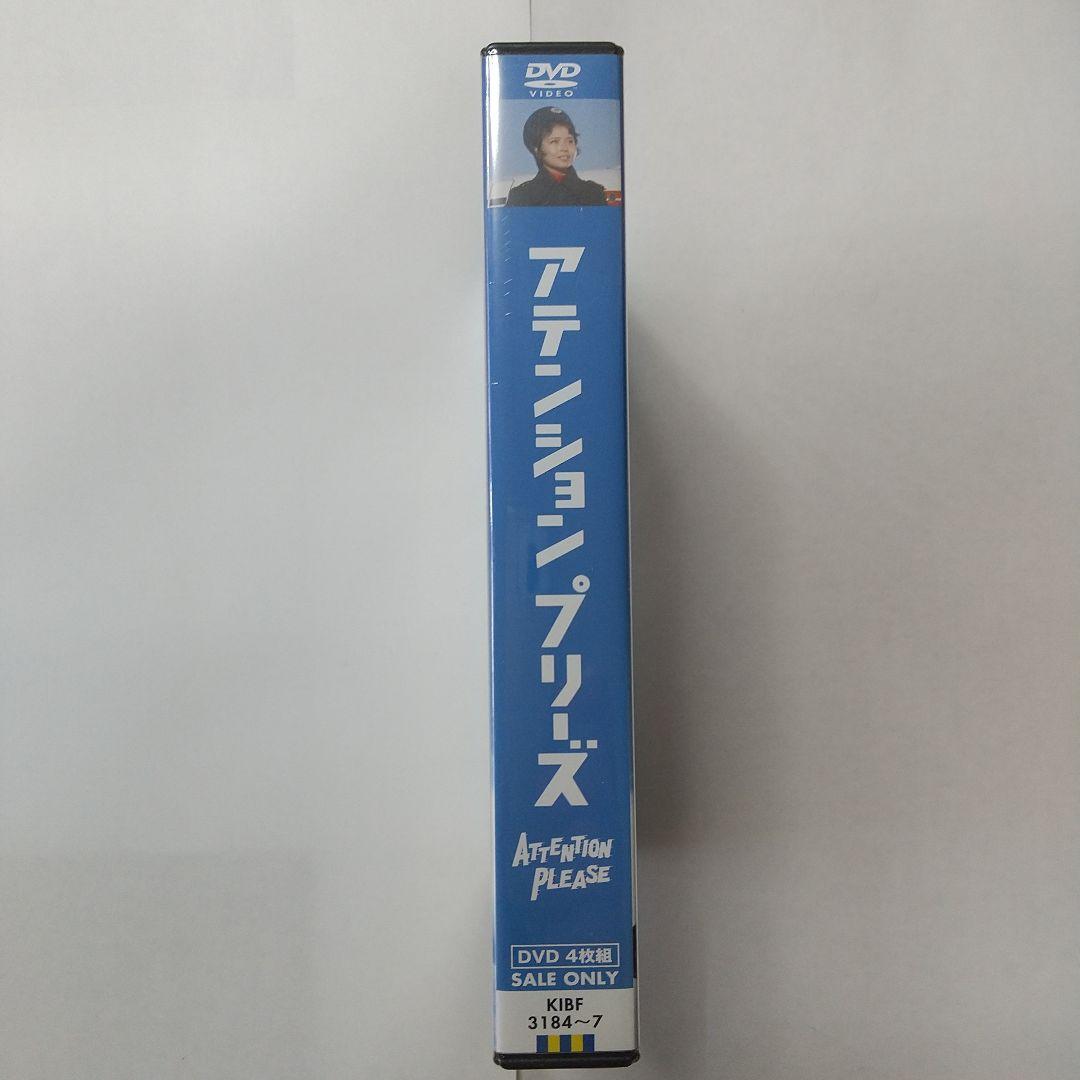 DVD
VIDEO
アテンションプリーズ
ATTENTION
PLEASE
DVD 4枚組
SALE ONLY
KIBF
3184〜7